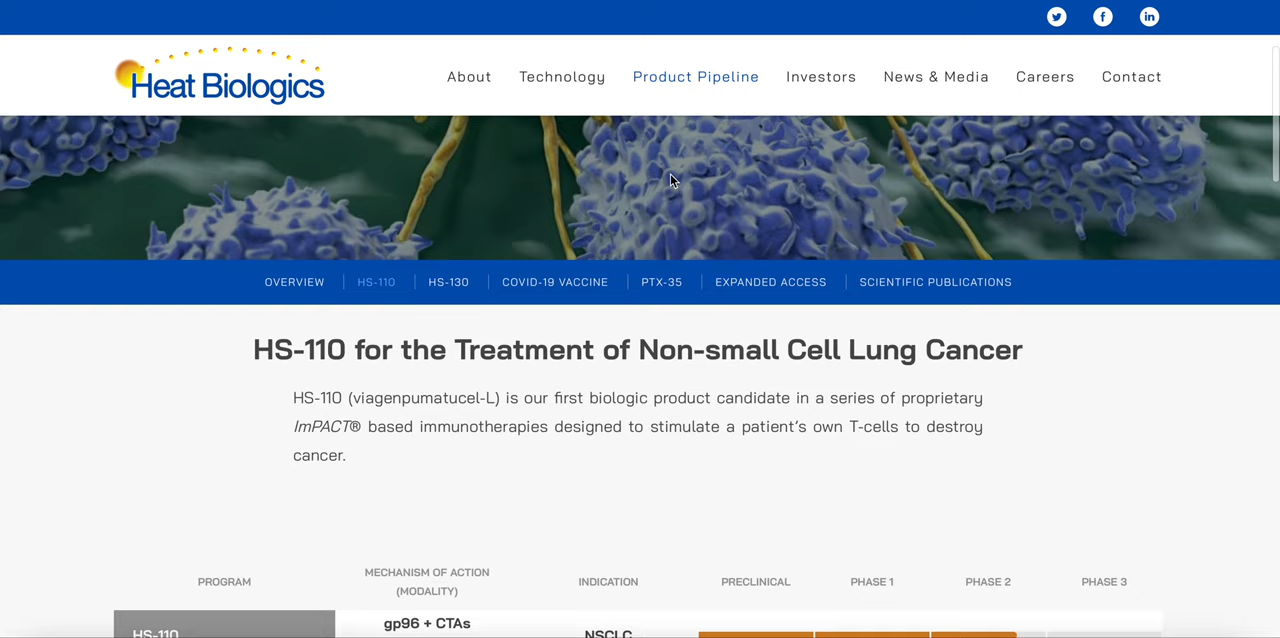 Heat Biologics
About Technology Product Pipeline Investors News & Media Careers Contact
OVERVIEW HS-110 HS-130 COVID-19 VACCINE PTX-35 EXPANDED ACCESS SCIENTIFIC PUBLICATIONS
HS-110 for the Treatment of Non-small Cell Lung Cancer
HS-110 (viagenpumatucel-L) is our first biologic product candidate in a series of proprietary
ImPACT® based immunotherapies designed to stimulate a patient's own T-cells to destroy
cancer.
PROGRAM MECHANISM OF ACTION (MODALITY) INDICATION PRECLINICAL PHASE 1 PHASE 2 PHASE 3
HS-110 gp96 + CTAs NSCLC